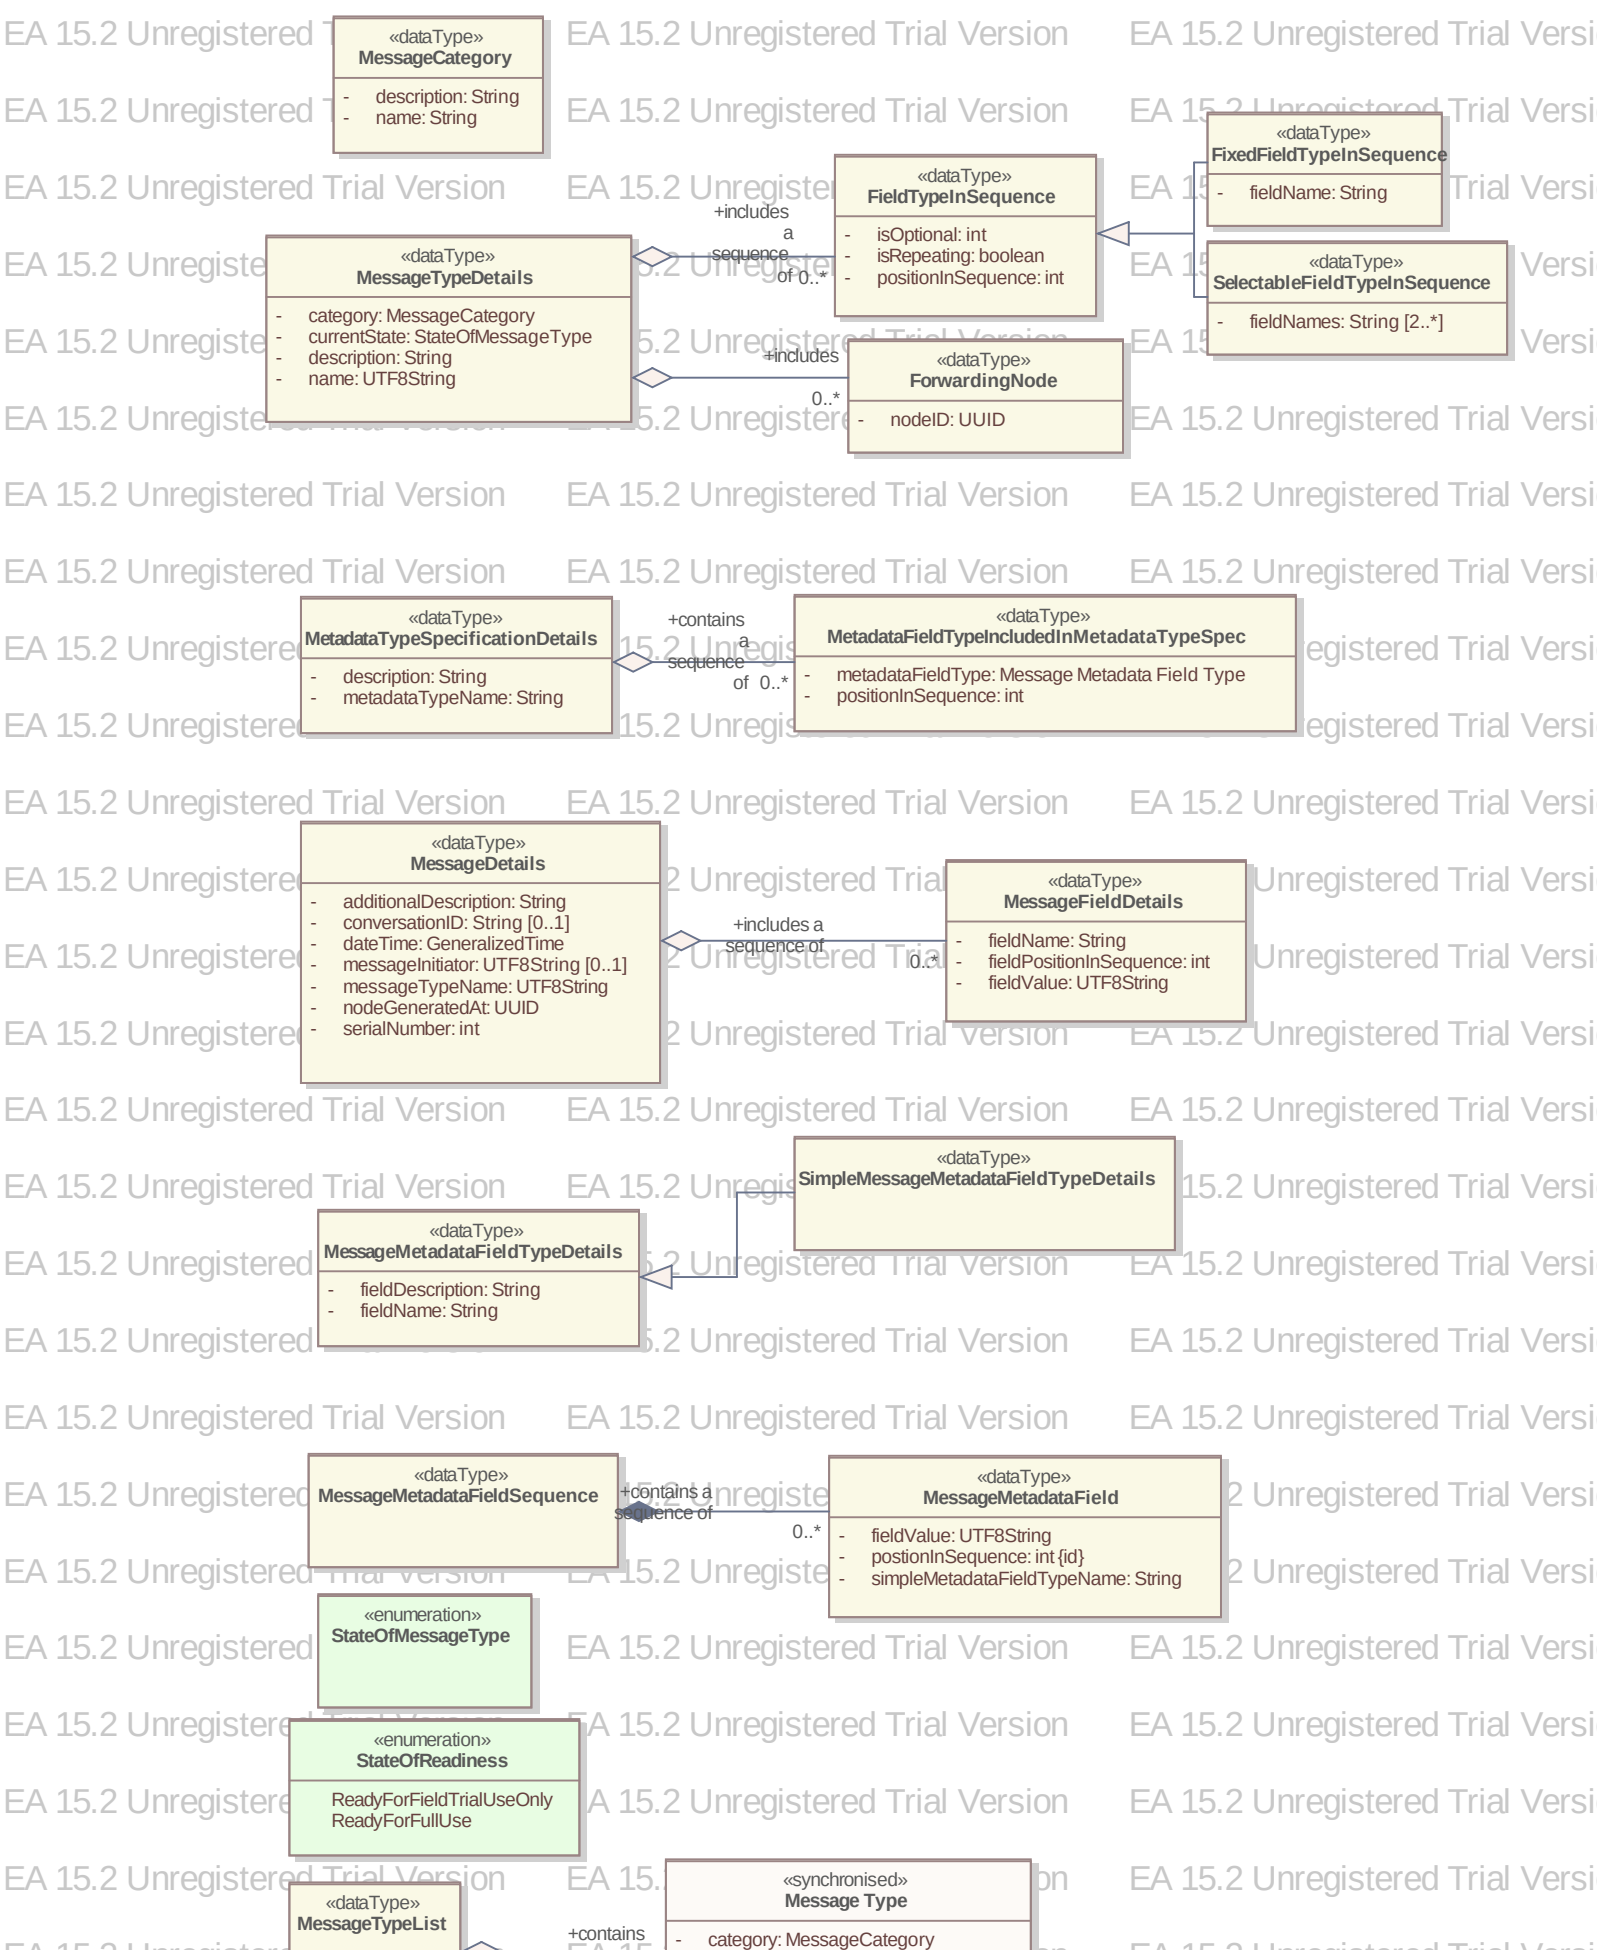 EA 15.2 Unregistered Trial Version
«dataType»
MessageCategory
- description: String
- name: String
«dataType»
MessageTypeDetails
- category: MessageCategory
- currentState: StateOfMessageType
- description: String
- name: UTF8String
+includes
a
sequence
of 0..*
«dataType»
FieldTypeInSequence
- isOptional: int
- isRepeating: boolean
- positionInSequence: int
«dataType»
FixedFieldTypeInSequence
- fieldName: String
«dataType»
SelectableFieldTypeInSequence
- fieldNames: String [2..*]
+includes
0..*
«dataType»
ForwardingNode
- nodeID: UUID
«dataType»
MetadataTypeSpecificationDetails
- description: String
- metadataTypeName: String
+contains
a
sequence
of 0..*
«dataType»
MetadataFieldTypeIncludedInMetadataTypeSpec
- metadataFieldType: Message Metadata Field Type
- positionInSequence: int
«dataType»
MessageDetails
- additionalDescription: String
- conversationID: String [0..1]
- dateTime: GeneralizedTime
- messageInitiator: UTF8String [0..1]
- messageTypeName: UTF8String
- nodeGeneratedAt: UUID
- serialNumber: int
+includes a
sequence of
0..*
«dataType»
MessageFieldDetails
- fieldName: String
- fieldPositionInSequence: int
- fieldValue: UTF8String
«dataType»
SimpleMessageMetadataFieldTypeDetails
«dataType»
MessageMetadataFieldTypeDetails
- fieldDescription: String
- fieldName: String
«dataType»
MessageMetadataFieldSequence
+contains a
sequence of
0..*
«dataType»
MessageMetadataField
- fieldValue: UTF8String
- postionInSequence: int {id}
- simpleMetadataFieldTypeName: String
«enumeration»
StateOfMessageType
«enumeration»
StateOfReadiness
ReadyForFieldTrialUseOnly
ReadyForFullUse
«dataType»
MessageTypeList
+contains
«synchronised»
Message Type
- category: MessageCategory